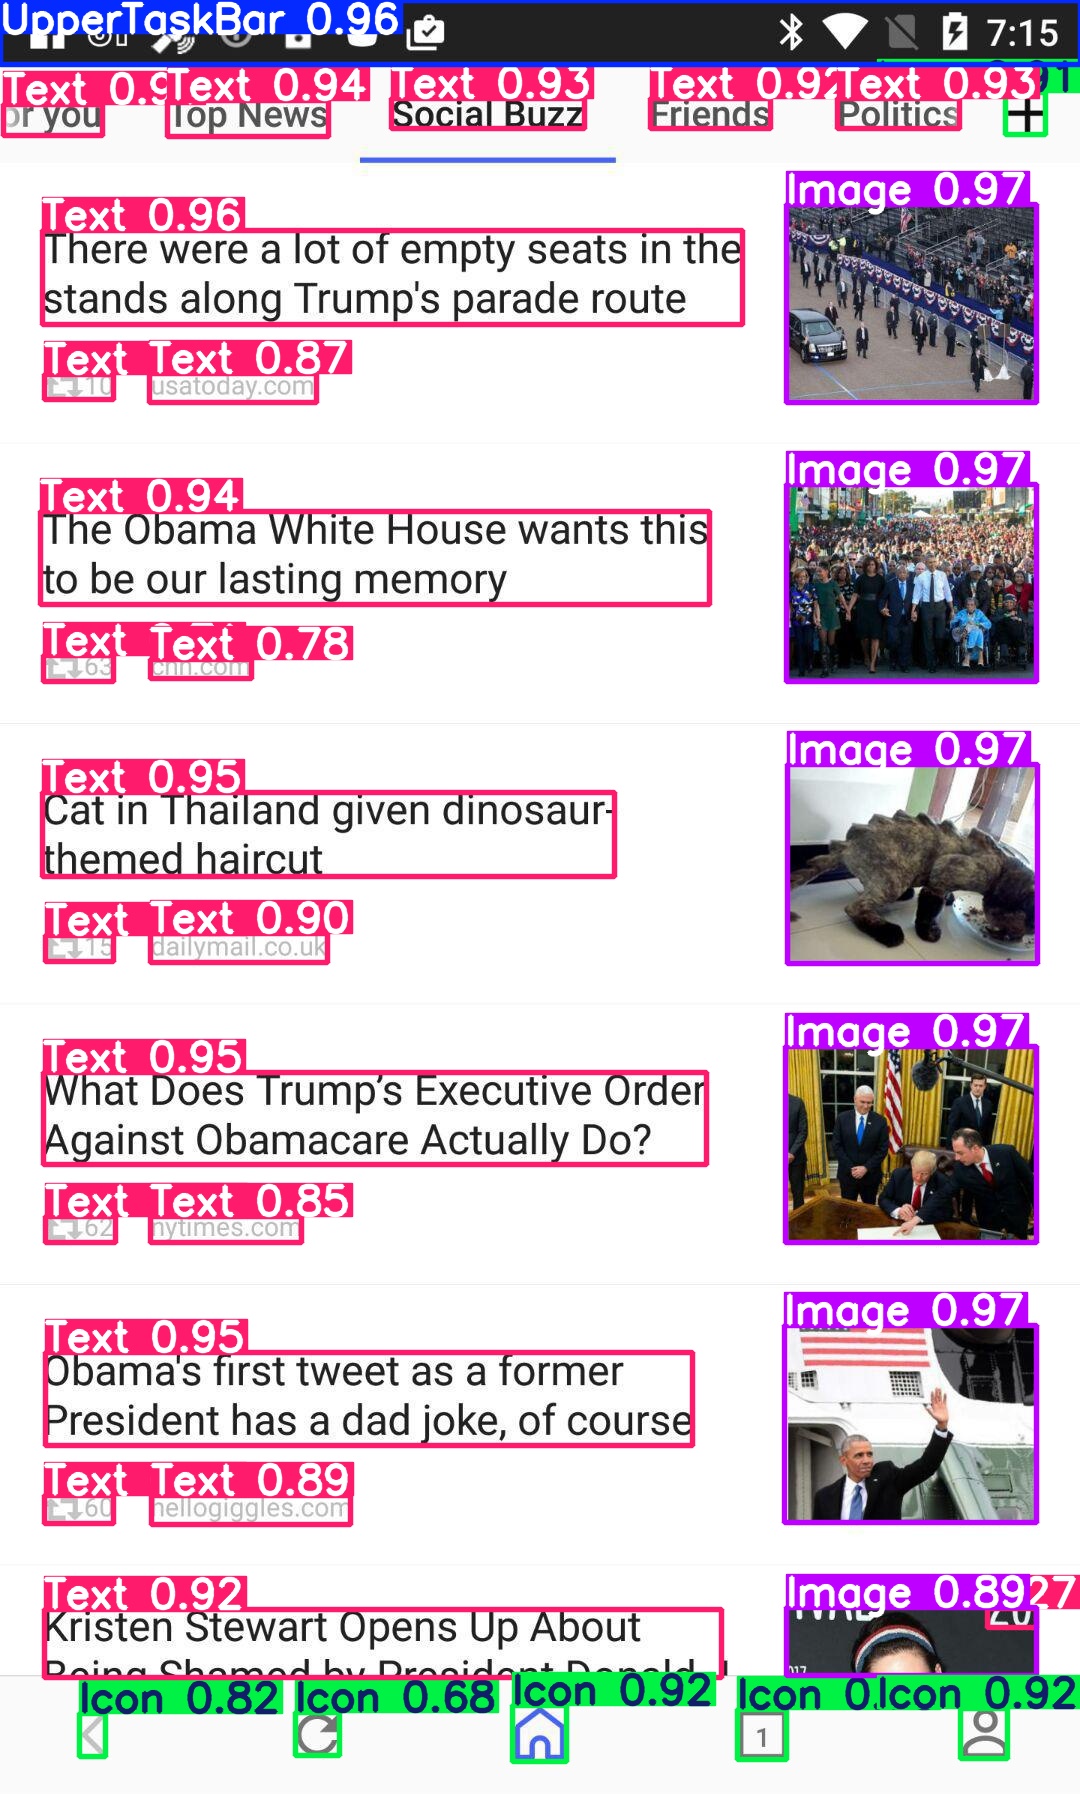 UpperTaskBar 0.96
7:15
Text 0.9 Text 0.94 Text 0.93 Text 0.92 Text 0.93 91
or you Top News Social Buzz Friends Politics
Image 0.97
Text 0.96
There were a lot of empty seats in the
stands along Trump's parade route
Text Text 0.87
10 usatoday.com
Image 0.97
Text 0.94
The Obama White House wants this
to be our lasting memory
Text Text 0.78
63 cnn.com
Image 0.97
Text 0.95
Cat in Thailand given dinosaur-
themed haircut
Text Text 0.90
15 dailymail.co.uk
Image 0.97
Text 0.95
What Does Trump’s Executive Order
Against Obamacare Actually Do?
Text Text 0.85
62 nytimes.com
Image 0.97
Text 0.95
Obama's first tweet as a former
President has a dad joke, of course
Text Text 0.89
60 hellogiggles.com
Text 0.92 Image 0.89 27
Kristen Stewart Opens Up About
Being Shamed by President Donald
Icon 0.82 Icon 0.68 Icon 0.92 Icon 0. Icon 0.92
1